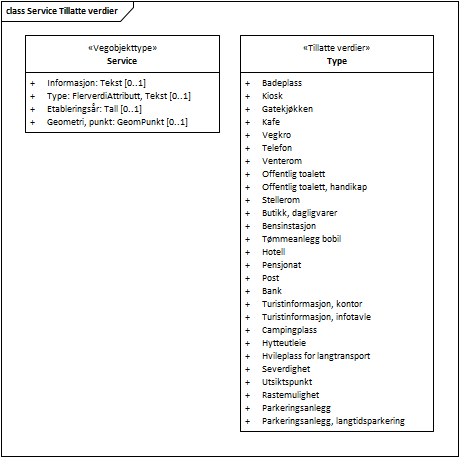 class Service Tillatte verdier
«Vegobjekttype»
Service
+ Informasjon: Tekst [0..1]
+ Type: FlerverdiAttributt, Tekst [0..1]
+ Etableringsår: Tall [0..1]
+ Geometri, punkt: GeomPunkt [0..1]
«Tillatte verdier»
Type
+ Badeplass
+ Kiosk
+ Gatekjøkken
+ Kafe
+ Vegkro
+ Telefon
+ Venterom
+ Offentlig toalett
+ Offentlig toalett, handikap
+ Stellerom
+ Butikk, dagligvarer
+ Bensinstasjon
+ Tømmeanlegg bobil
+ Hotell
+ Pensjonat
+ Post
+ Bank
+ Turistinformasjon, kontor
+ Turistinformasjon, infotavle
+ Campingplass
+ Hytteutleie
+ Hvileplass for langtransport
+ Severdighet
+ Utsiktspunkt
+ Rastemulighet
+ Parkeringsanlegg
+ Parkeringsanlegg, langtidsparkering